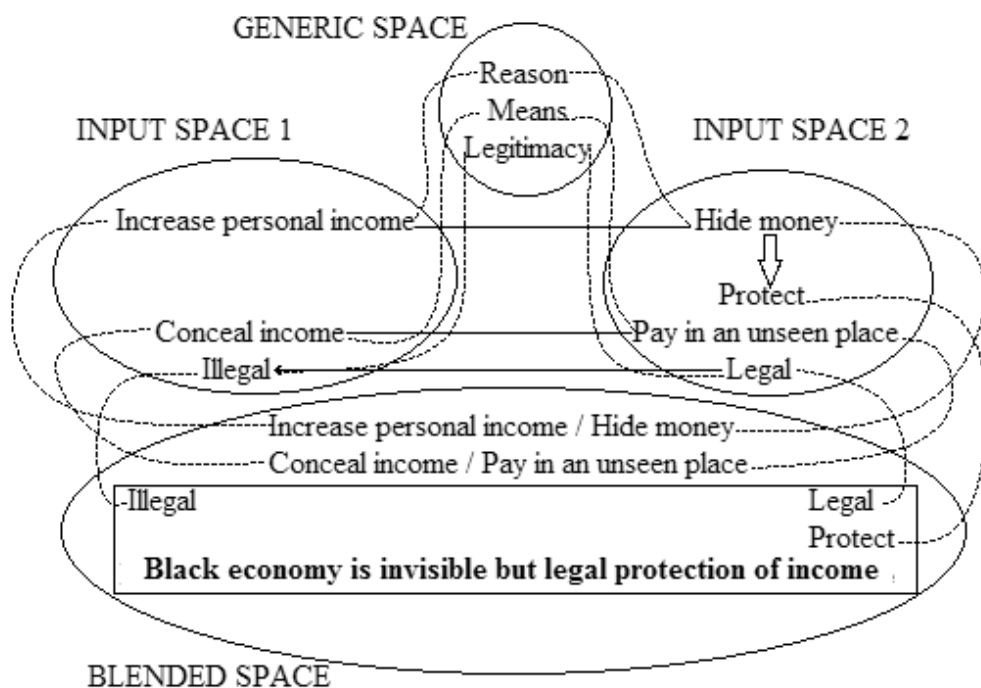 GENERIC SPACE
Reason
Means
Legitimacy
INPUT SPACE 1
INPUT SPACE 2
Increase personal income
Hide money
Protect
Conceal income
Pay in an unseen place
Illegal
Legal
Increase personal income / Hide money
Conceal income / Pay in an unseen place
Illegal
Legal
Protect
Black economy is invisible but legal protection of income
BLENDED SPACE